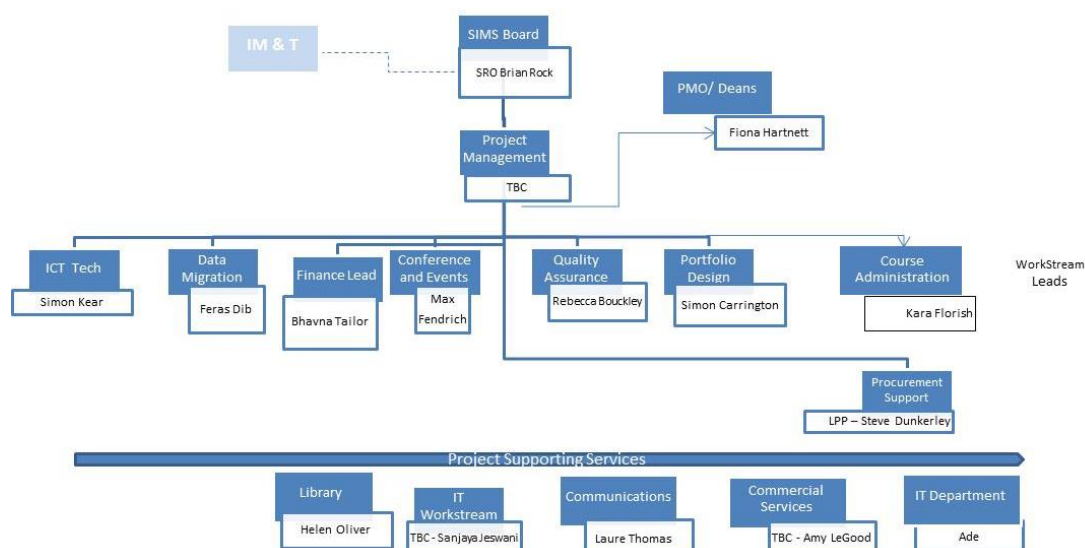 IM & T
SIMS Board
SRO Brian Rock
PMO/ Deans
Fiona Hartnett
Project
Management
TBC
ICT Tech
Simon Kear
Data
Migration
Feras Dib
Finance Lead
Bhavna Tailor
Conference
and Events
Max
Fendrich
Quality
Assurance
Rebecca Bouckley
Portfolio
Design
Simon Carrington
Course
Administration
Kara Florish
WorkStream
Leads
Procurement
Support
LPP – Steve Dunkerley
Project Supporting Services
Library
Helen Oliver
IT
Workstream
TBC - Sanjaya Jeswani
Communications
Laure Thomas
Commercial
Services
TBC - Amy LeGood
IT Department
Ade